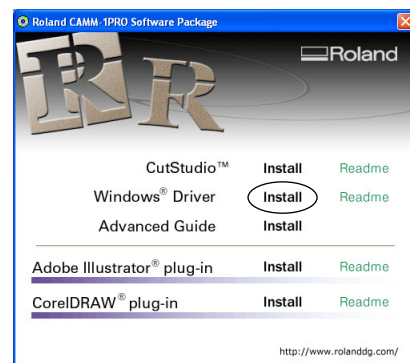 Roland CAMM-1PRO Software Package
Roland
RR
CutStudio™ Install Readme
Windows® Driver Install Readme
Advanced Guide Install
Adobe Illustrator® plug-in Install Readme
CorelDRAW® plug-in Install Readme
http://www.rolanddg.com/